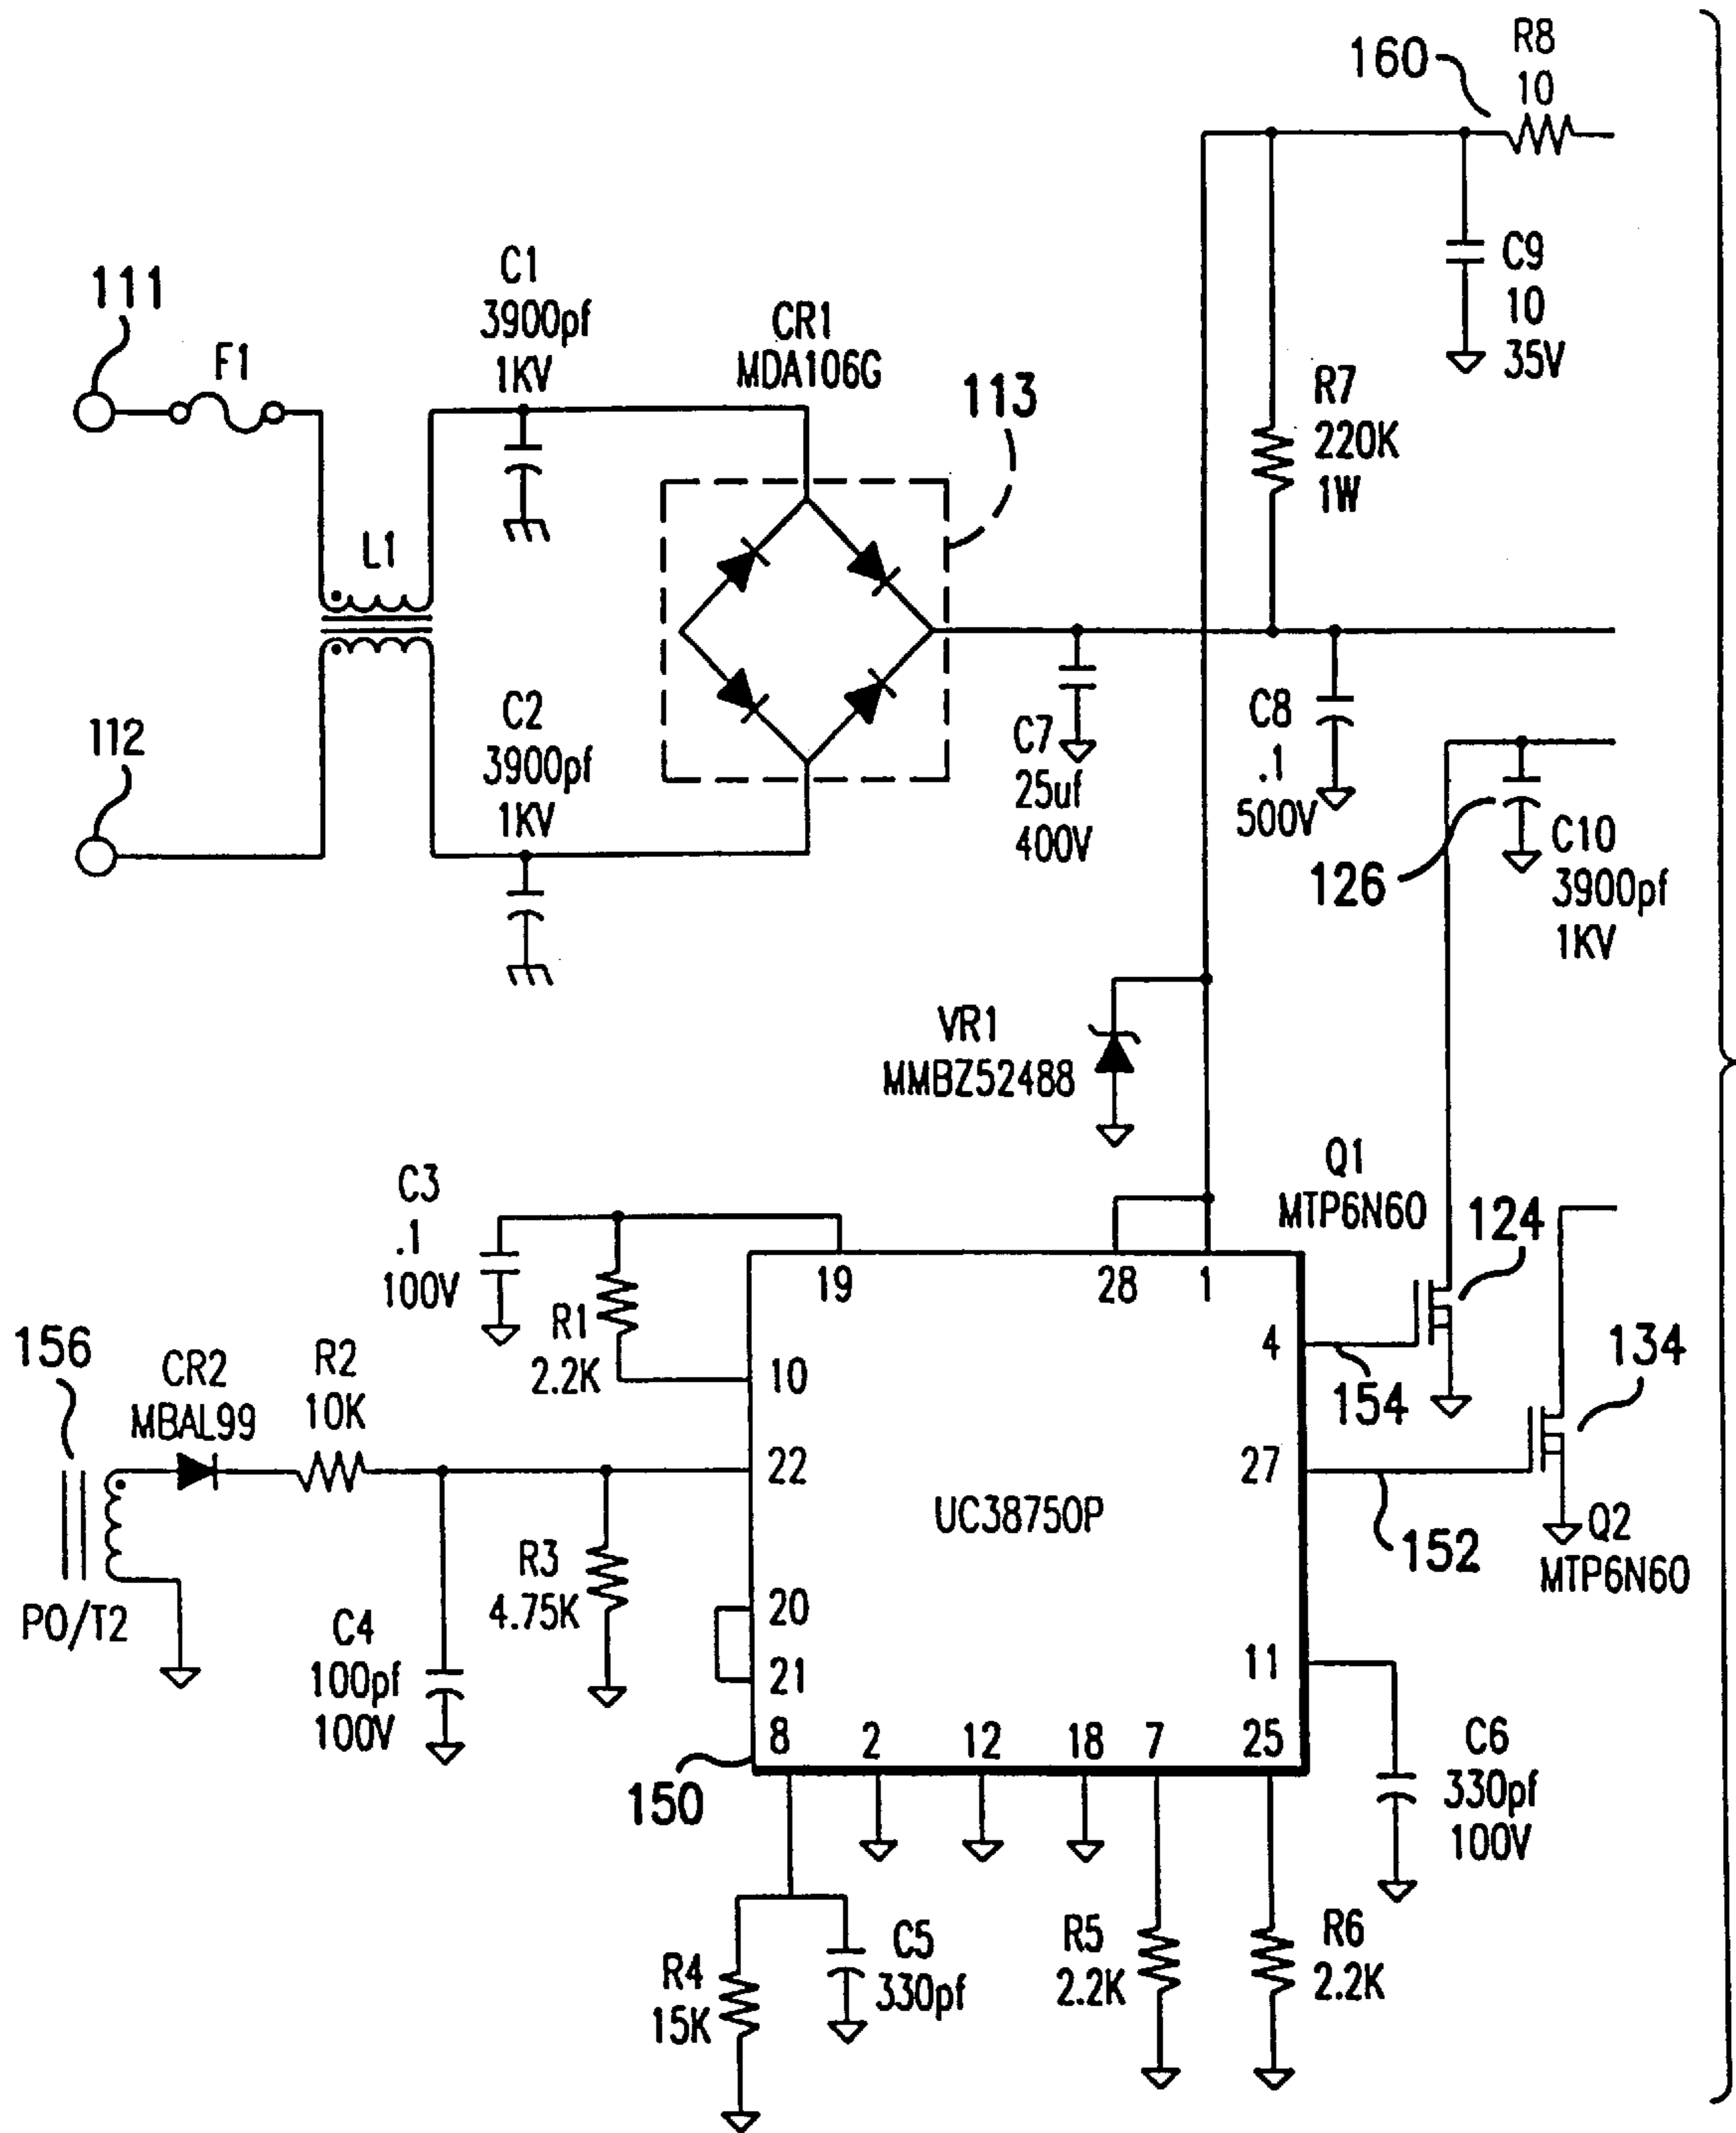 160
R8
10
C9
10
35V
111
F1
C1
3900pf
1KV
CR1
MDA106G
113
R7
220K
1W
L1
112
C2
3900pf
1KV
C7
25uf
400V
C8
.1
500V
126
C10
3900pf
1KV
VR1
MMBZ52488
Q1
MTP6N60
124
C3
.1
100V
R1
2.2K
19
28
1
4
154
134
156
CR2
MBAL99
R2
10K
10
22
27
152
Q2
MTP6N60
UC38750P
PO/T2
R3
4.75K
C4
100pf
100V
20
21
11
8
2
12
18
7
25
150
C6
330pf
100V
R4
15K
C5
330pf
R5
2.2K
R6
2.2K